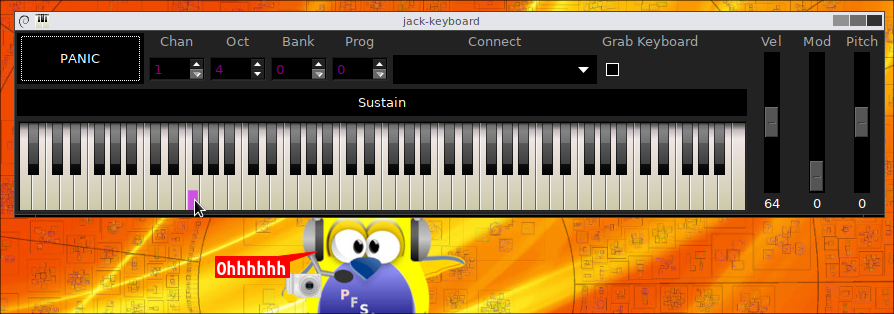 jack-keyboard
PANIC
Chan Oct Bank Prog Connect Grab Keyboard Vel Mod Pitch
1 4 0 0
Sustain
64 0 0
Ohhhhhh
PFS.